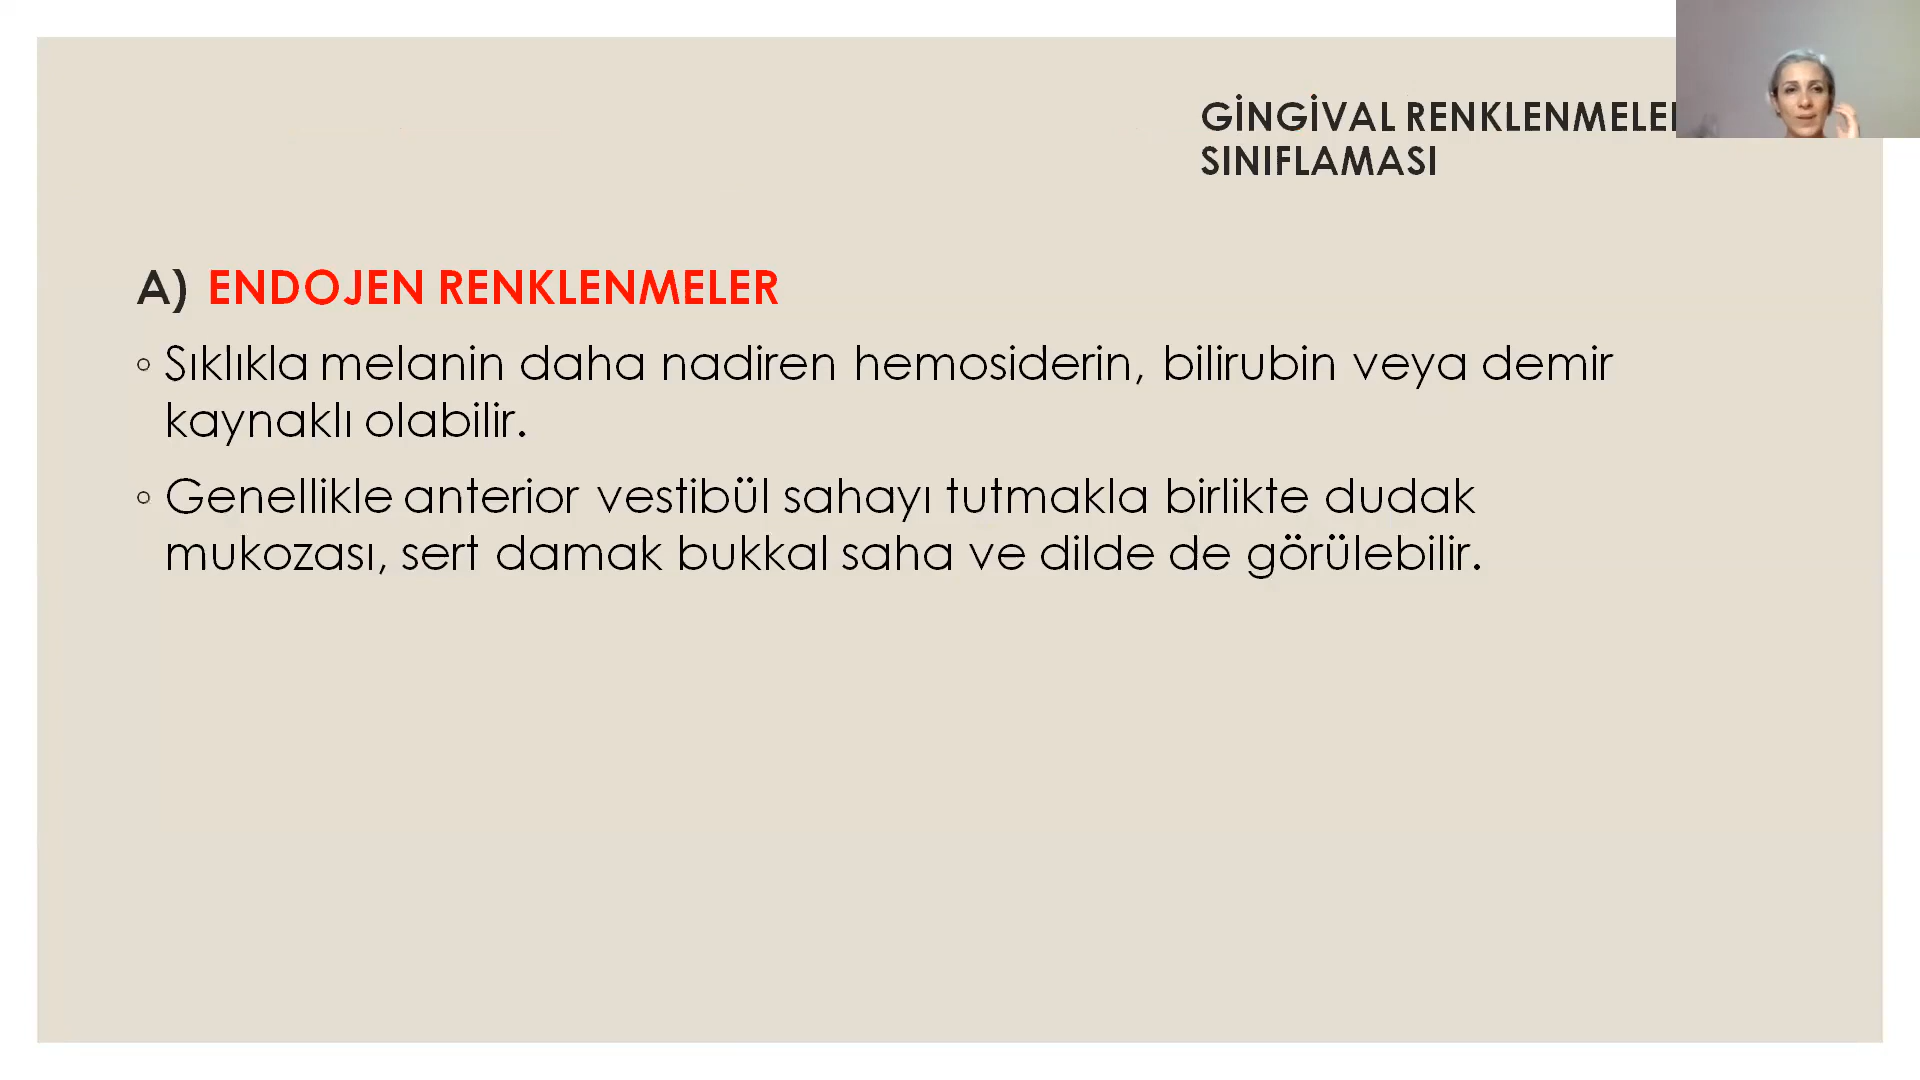 GİNGİVAL RENKLENMELE
SINIFLAMASI
A) ENDOJEN RENKLENMELER
◦ Sıklıkla melanin daha nadiren hemosiderin, bilirubin veya demir
kaynaklı olabilir.
◦ Genellikle anterior vestibül sahayı tutmakla birlikte dudak
mukozası, sert damak bukkal saha ve dilde de görülebilir.